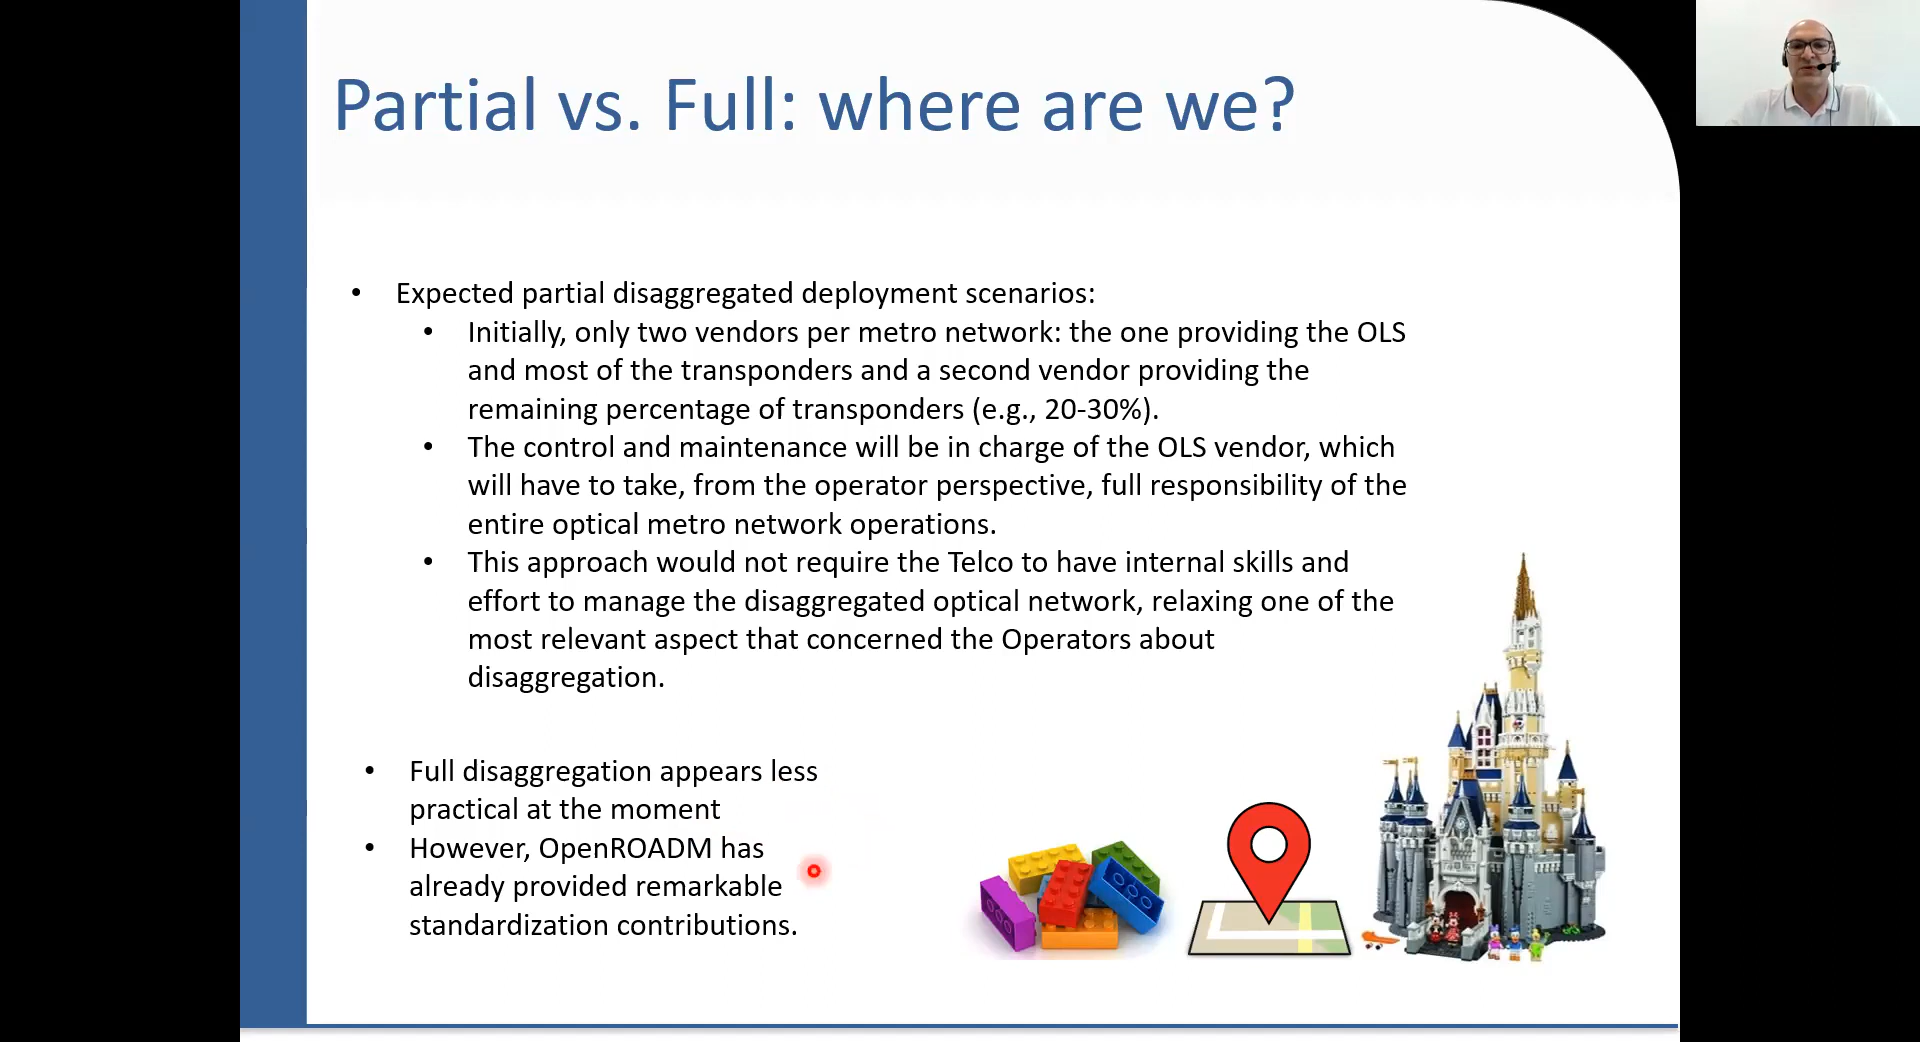 Partial vs. Full: where are we?
• Expected partial disaggregated deployment scenarios:
• Initially, only two vendors per metro network: the one providing the OLS
and most of the transponders and a second vendor providing the
remaining percentage of transponders (e.g., 20-30%).
• The control and maintenance will be in charge of the OLS vendor, which
will have to take, from the operator perspective, full responsibility of the
entire optical metro network operations.
• This approach would not require the Telco to have internal skills and
effort to manage the disaggregated optical network, relaxing one of the
most relevant aspect that concerned the Operators about
disaggregation.
• Full disaggregation appears less
practical at the moment
• However, OpenROADM has
already provided remarkable
standardization contributions.